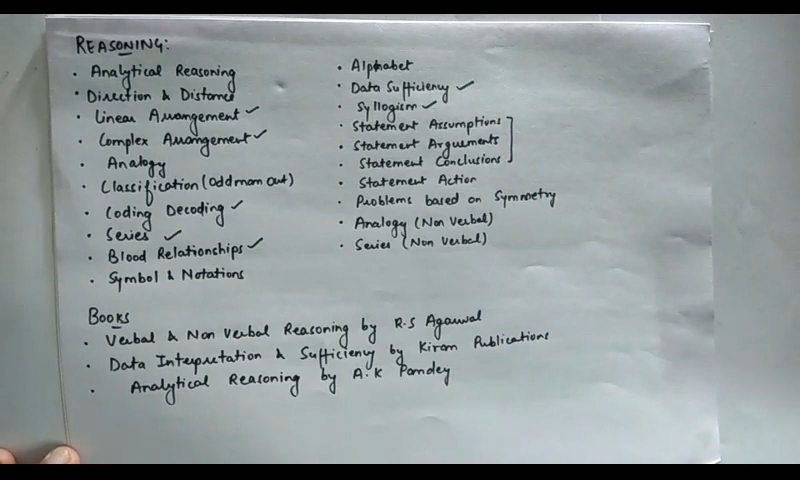 REASONING:
• Analytical Reasoning
• Direction & Distance
• Linear Arrangement ✓
• Complex Arrangement ✓
• Analogy
• Classification (odd man out)
• Coding Decoding ✓
• Series ✓
• Blood Relationships ✓
• Symbol & Notations
• Alphabet
• Data Sufficiency ✓
• Syllogism ✓
• Statement Assumptions
• Statement Arguements
• Statement Conclusions
• Statement Action
• Problems based on Symmetry
• Analogy (Non Verbal)
• Series (Non Verbal)
BOOKS
• Verbal & Non Verbal Reasoning by R.S Agarwal
• Data Interpretation & Sufficiency by Kiran Publications
• Analytical Reasoning by A.K Pandey